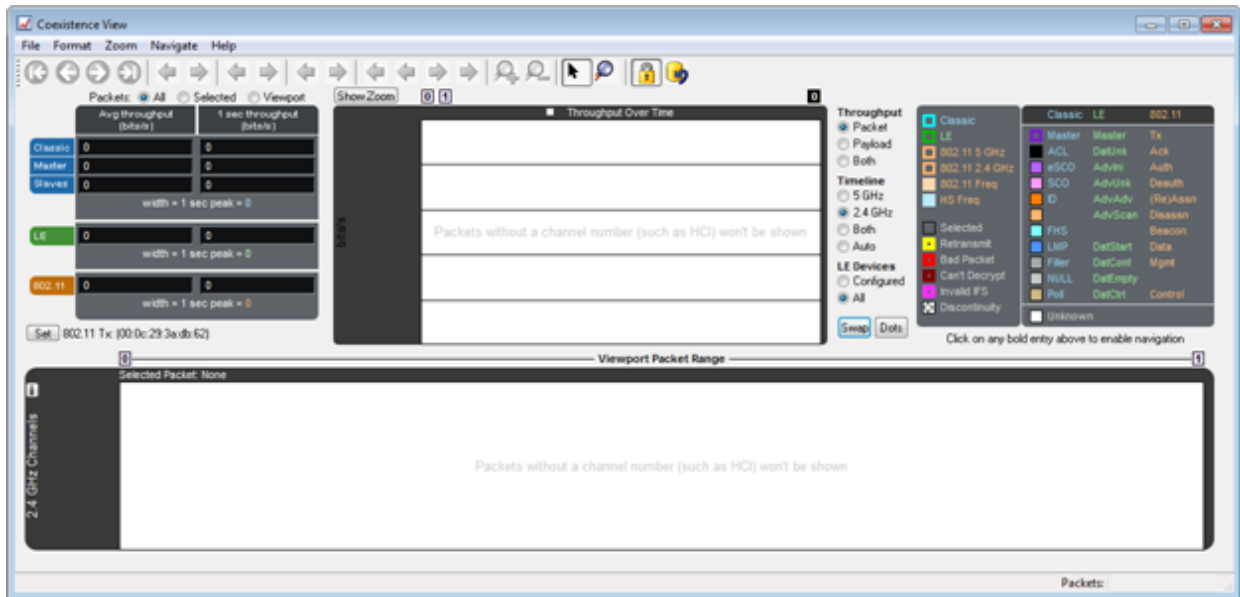 Coexistence View
File Format Zoom Navigate Help
Packets: All Selected Viewport
Avg throughput (bits/s) 1 sec throughput (bits/s)
Classic 0 0
Master 0 0
Slaves 0 0
width = 1 sec peak = 0
LE 0 0
width = 1 sec peak = 0
802.11 0 0
width = 1 sec peak = 0
Set 802.11 Tx: (00:0c:29:3a:db:62)
Show Zoom 0 1 0
Throughput Over Time
bits/s
Packets without a channel number (such as HCI) won't be shown
Throughput
Packet
Payload
Both
Timeline
5 GHz
2.4 GHz
Both
Auto
LE Devices
Configured
All
Swap Dots
Classic
LE
802.11 5 GHz
802.11 2.4 GHz
802.11 Freq
HS Freq
Selected
Retransmit
Bad Packet
Can't Decrypt
Invalid IFS
Discontinuity
Classic LE 802.11
Master Master Tx
ACL DatUnk Ack
eSCO AdvIni Auth
SCO AdvUnk Deauth
ID AdvAdv (Re)Assn
AdvScan Disassn
FHS Beacon
LMP DatStart Data
Filler DatCont Mgmt
NULL DatEmpty
Poll DatCtrl Control
Unknown
Click on any bold entry above to enable navigation
0 Viewport Packet Range 1
Selected Packet: None
i
2.4 GHz Channels
Packets without a channel number (such as HCI) won't be shown
Packets: